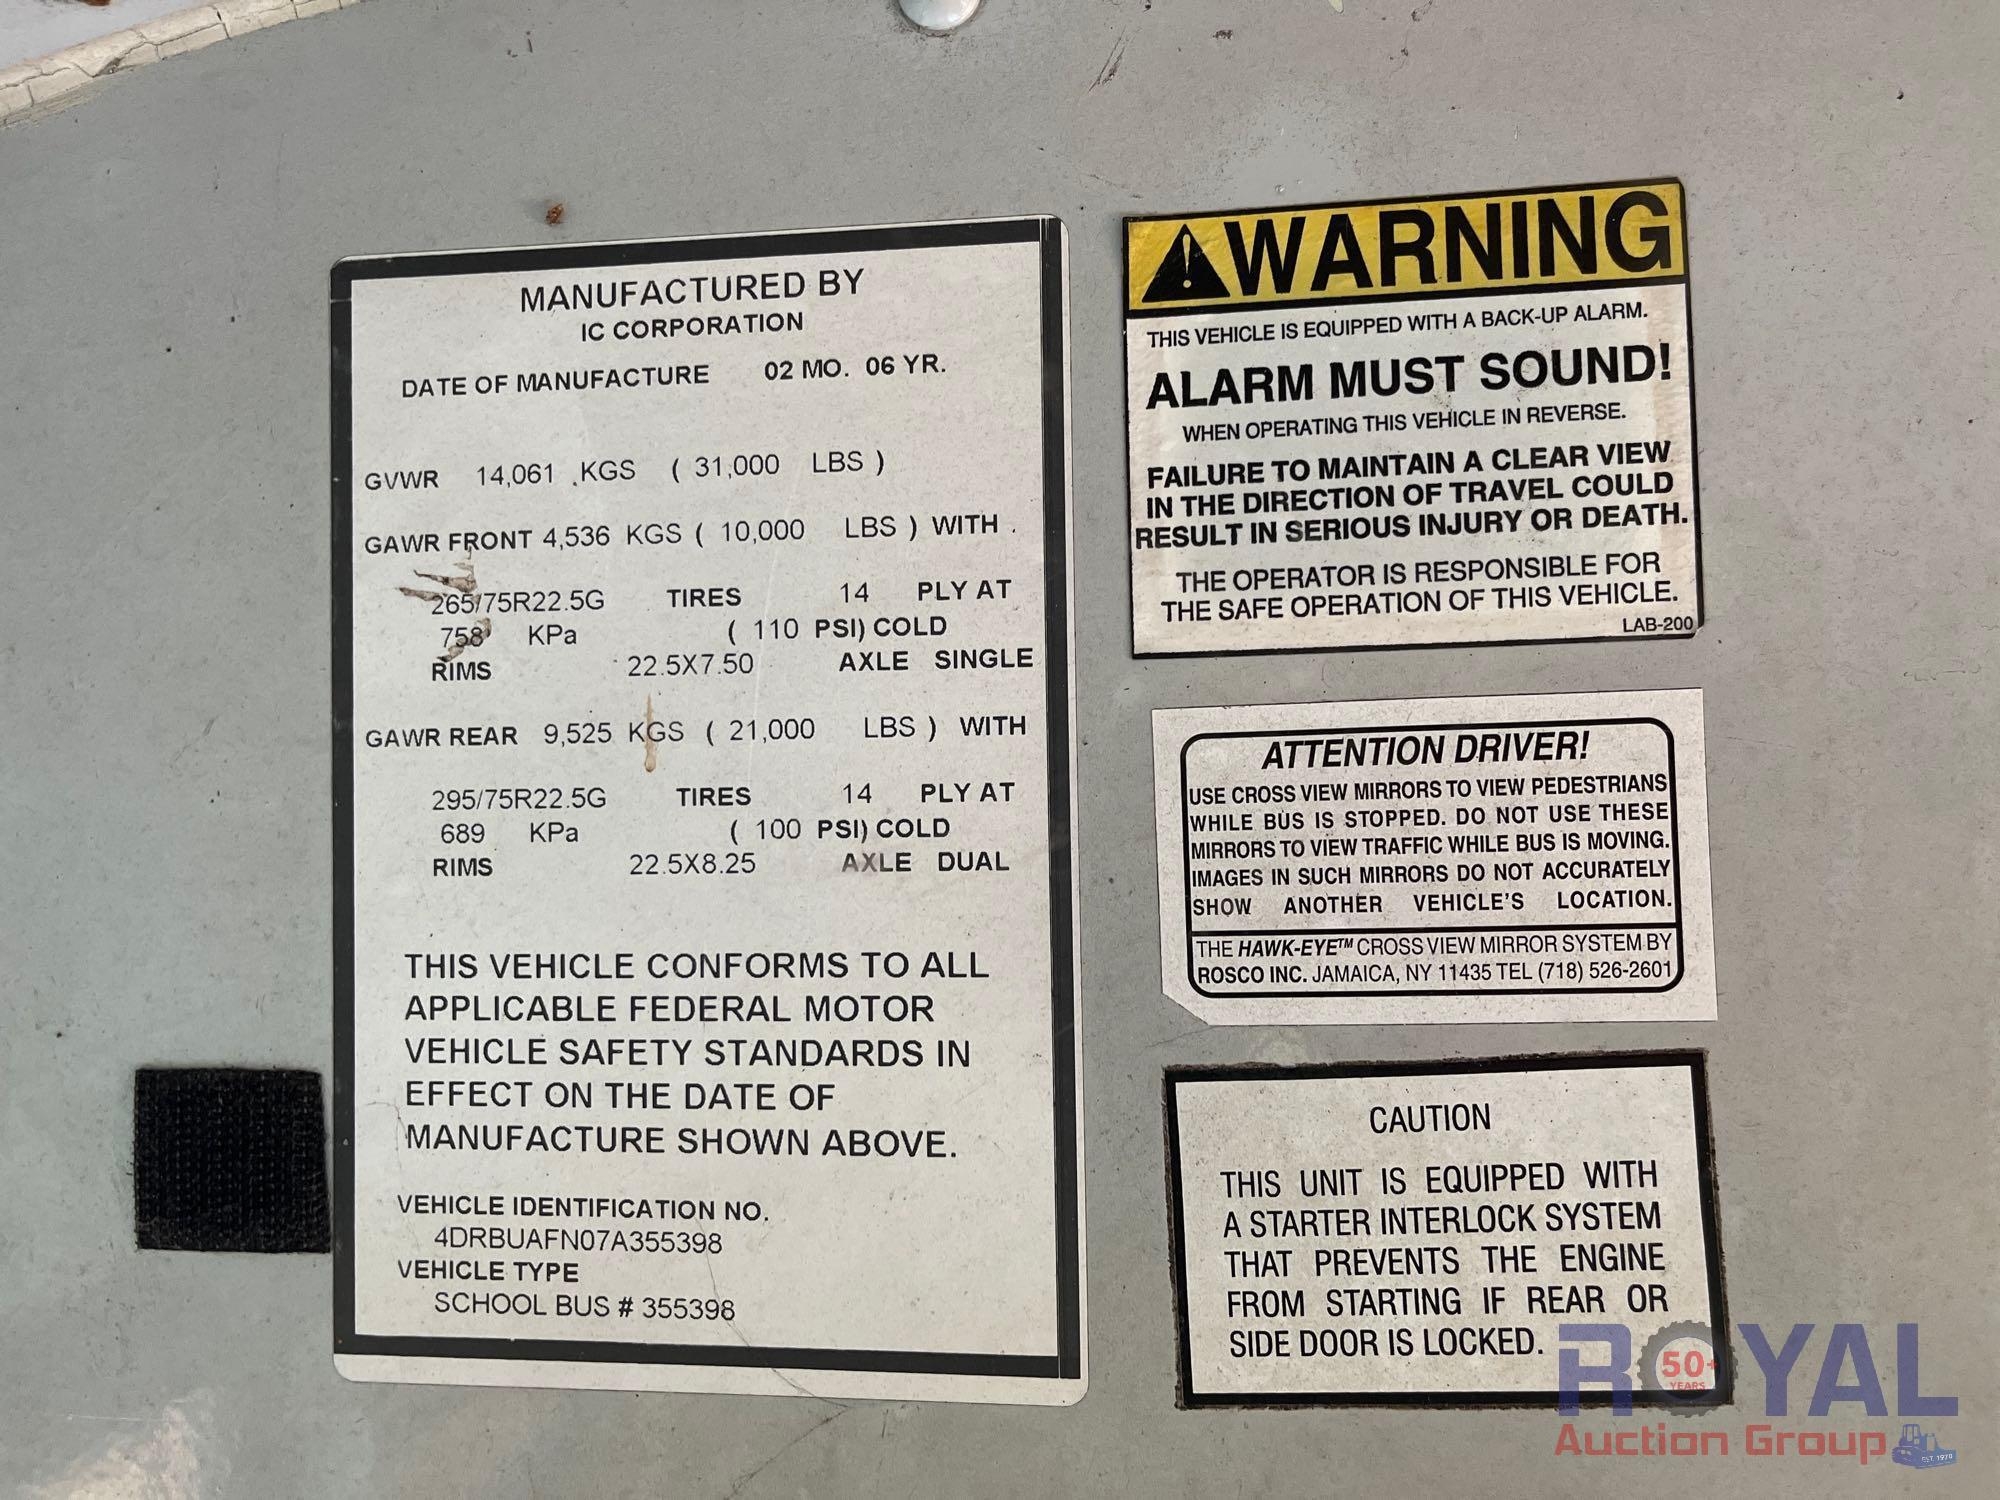 MANUFACTURED BY
IC CORPORATION
DATE OF MANUFACTURE 02 MO. 06 YR.
GVWR 14,061 KGS ( 31,000 LBS )
GAWR FRONT 4,536 KGS ( 10,000 LBS ) WITH
265/75R22.5G TIRES 14 PLY AT
758 KPa ( 110 PSI) COLD
RIMS 22.5X7.50 AXLE SINGLE
GAWR REAR 9,525 KGS ( 21,000 LBS ) WITH
295/75R22.5G TIRES 14 PLY AT
689 KPa ( 100 PSI) COLD
RIMS 22.5X8.25 AXLE DUAL
THIS VEHICLE CONFORMS TO ALL
APPLICABLE FEDERAL MOTOR
VEHICLE SAFETY STANDARDS IN
EFFECT ON THE DATE OF
MANUFACTURE SHOWN ABOVE.
VEHICLE IDENTIFICATION NO.
4DRBUAFN07A355398
VEHICLE TYPE
SCHOOL BUS # 355398
WARNING
THIS VEHICLE IS EQUIPPED WITH A BACK-UP ALARM.
ALARM MUST SOUND!
WHEN OPERATING THIS VEHICLE IN REVERSE.
FAILURE TO MAINTAIN A CLEAR VIEW
IN THE DIRECTION OF TRAVEL COULD
RESULT IN SERIOUS INJURY OR DEATH.
THE OPERATOR IS RESPONSIBLE FOR
THE SAFE OPERATION OF THIS VEHICLE.
LAB-200
ATTENTION DRIVER!
USE CROSS VIEW MIRRORS TO VIEW PEDESTRIANS
WHILE BUS IS STOPPED. DO NOT USE THESE
MIRRORS TO VIEW TRAFFIC WHILE BUS IS MOVING.
IMAGES IN SUCH MIRRORS DO NOT ACCURATELY
SHOW ANOTHER VEHICLE'S LOCATION.
THE HAWK-EYE™ CROSS VIEW MIRROR SYSTEM BY
ROSCO INC. JAMAICA, NY 11435 TEL (718) 526-2601
CAUTION
THIS UNIT IS EQUIPPED WITH
A STARTER INTERLOCK SYSTEM
THAT PREVENTS THE ENGINE
FROM STARTING IF REAR OR
SIDE DOOR IS LOCKED.
ROYAL
50+
YEARS
Auction Group
EST. 1970